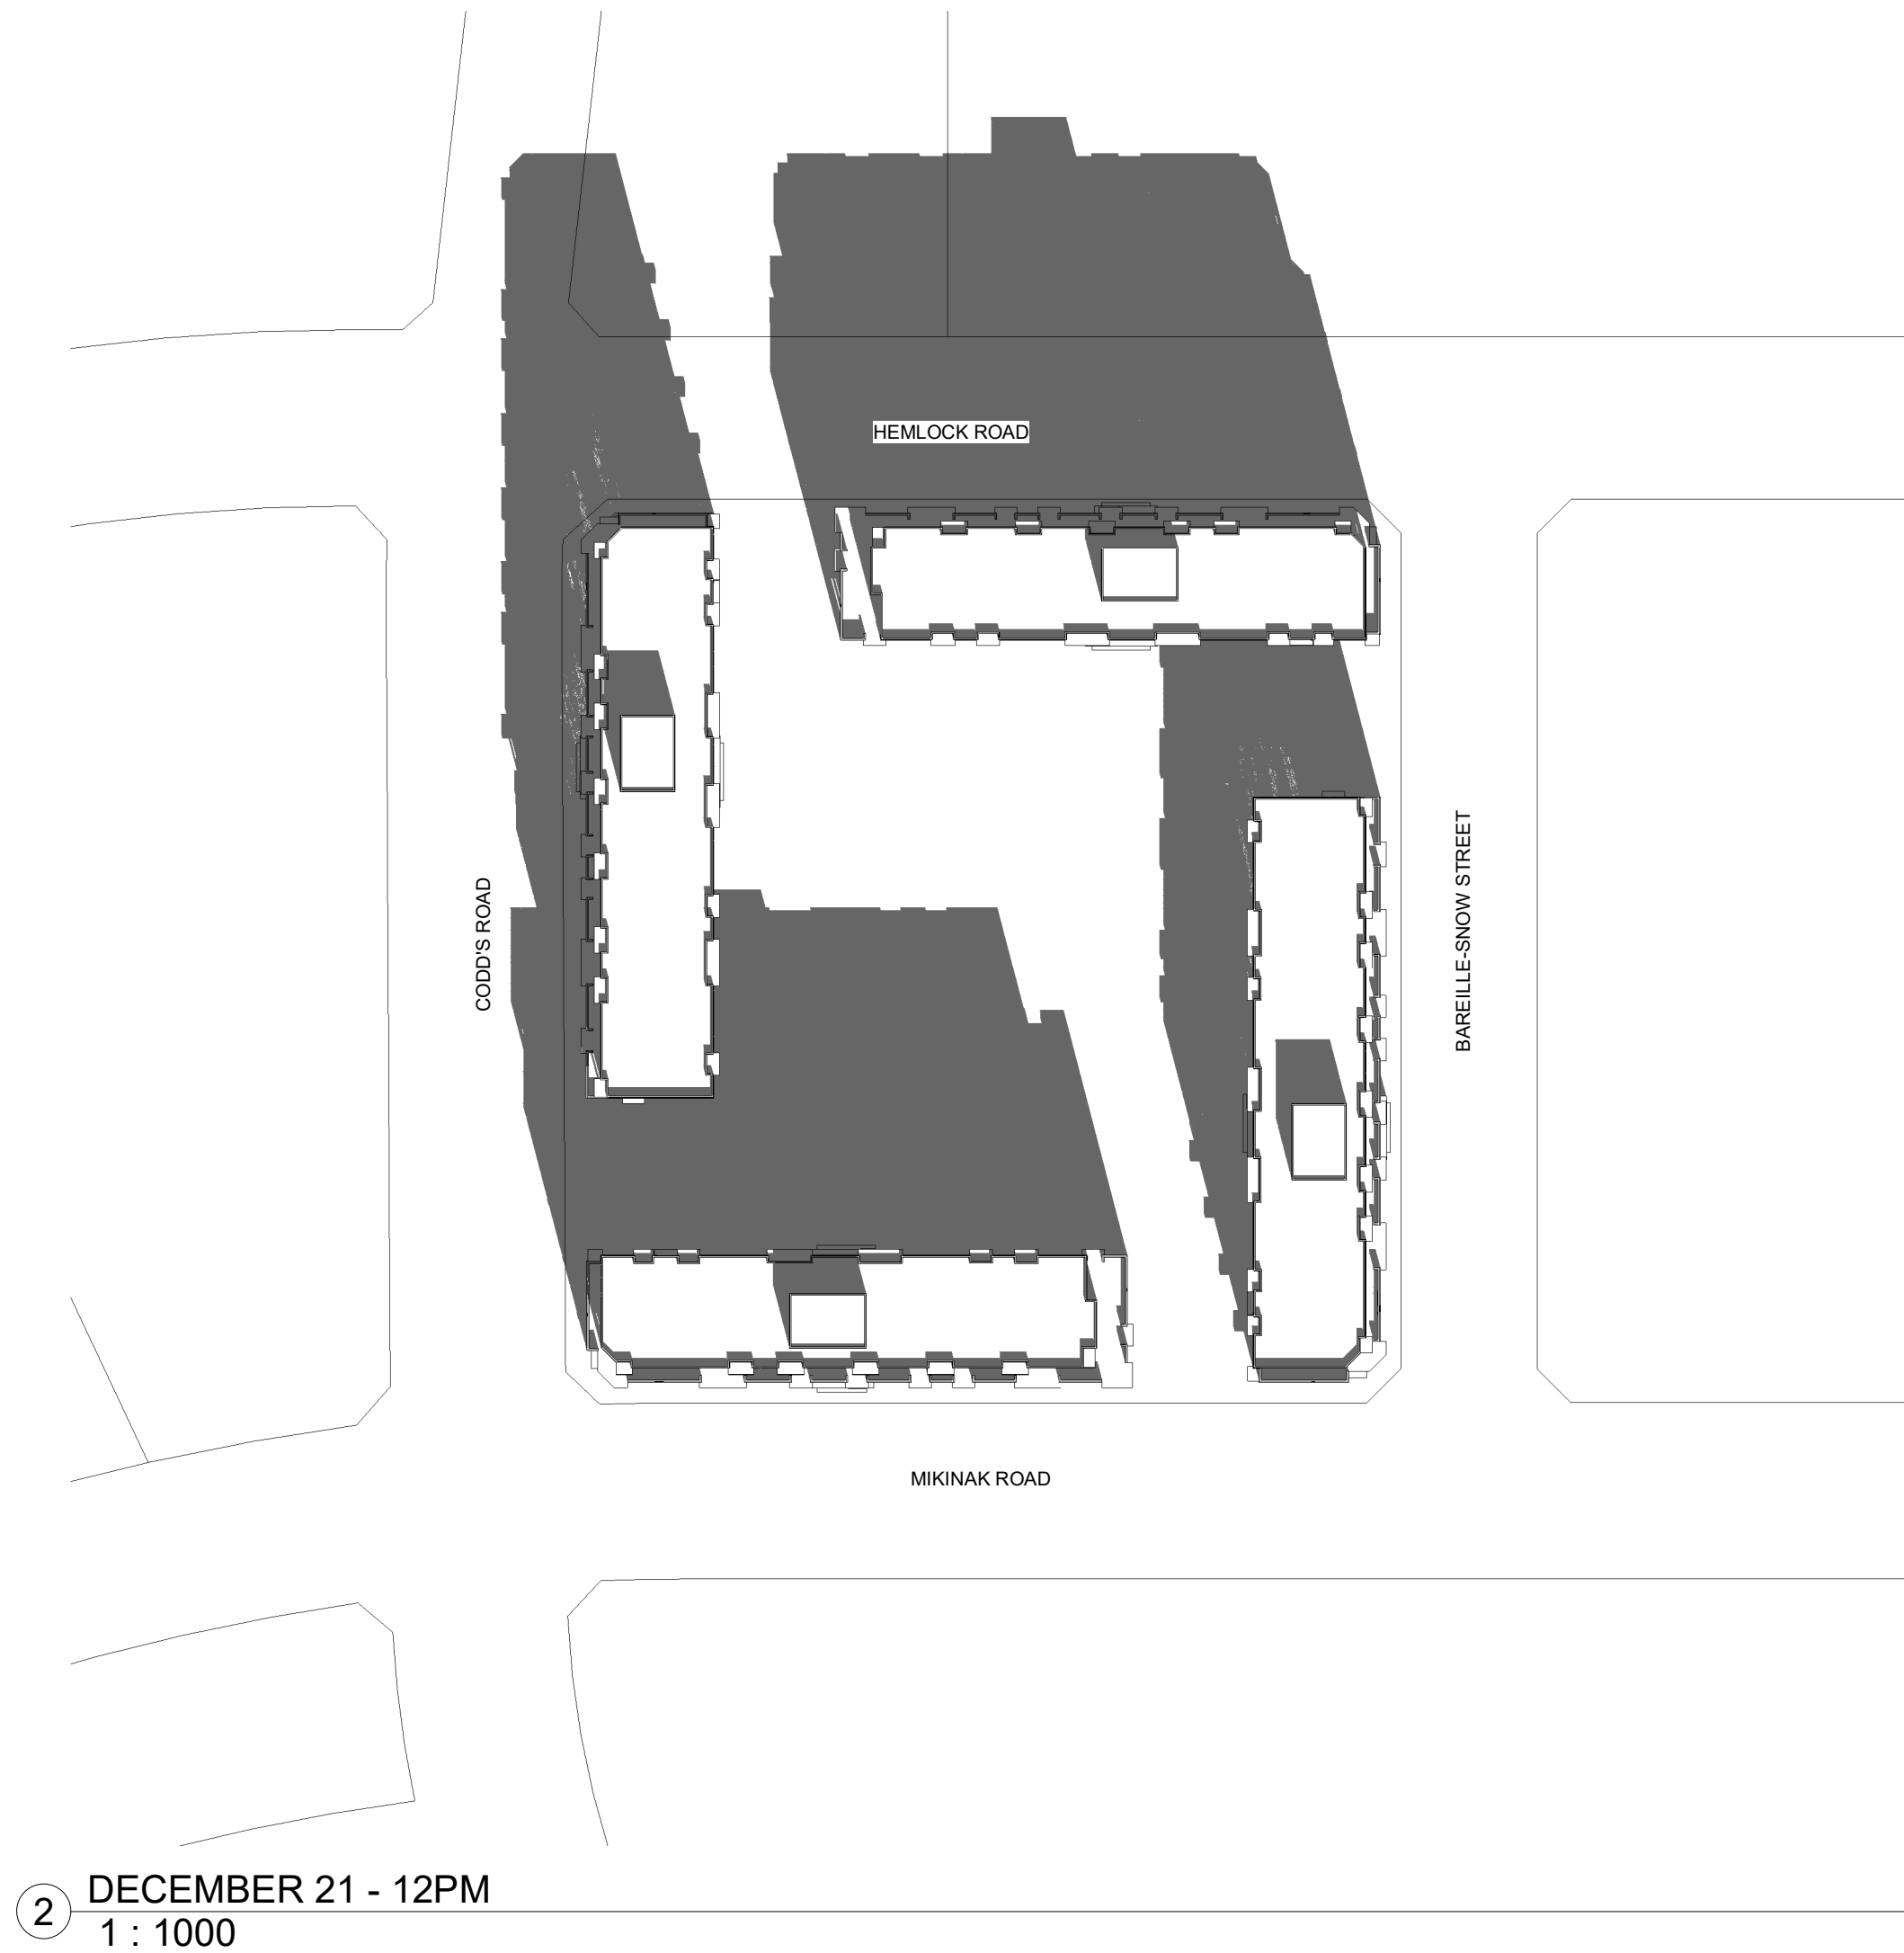 HEMLOCK ROAD
CODD'S ROAD
BAREILLE-SNOW STREET
MIKINAK ROAD
2
DECEMBER 21 - 12PM
1 : 1000